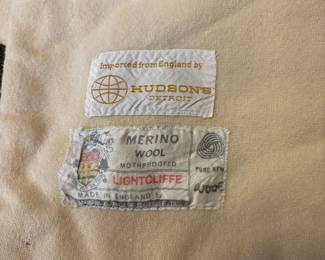 Imported from England by
HUDSON'S
DETROIT
MERINO
WOOL
MOTHPROOFED
LIGHTCLIFFE
MADE IN ENGLAND
PURE NEW
WOOL